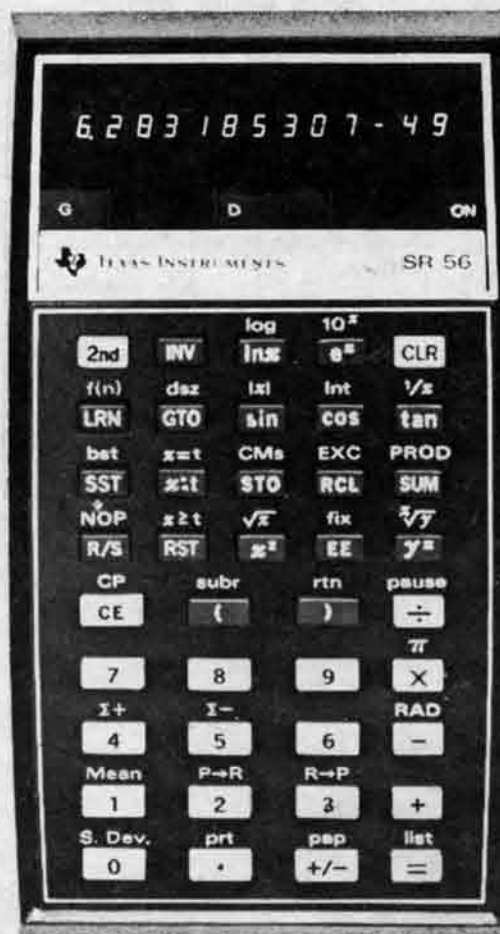 6.283185307-49
G D ON
TEXAS INSTRUMENTS SR 56
log 10ˣ
2nd INV lnx eˣ CLR
f(n) dsz |x| Int ¹/x
LRN GTO sin cos tan
bst x=t CMs EXC PROD
SST x:t STO RCL SUM
NOP x≥t √x fix ˣ√y
R/S RST x² EE yˣ
CP subr rtn pause
CE ( ) ÷
π
7 8 9 ×
Σ+ Σ− RAD
4 5 6 −
Mean P→R R→P
1 2 3 +
S. Dev. prt pap list
0 . +/− =